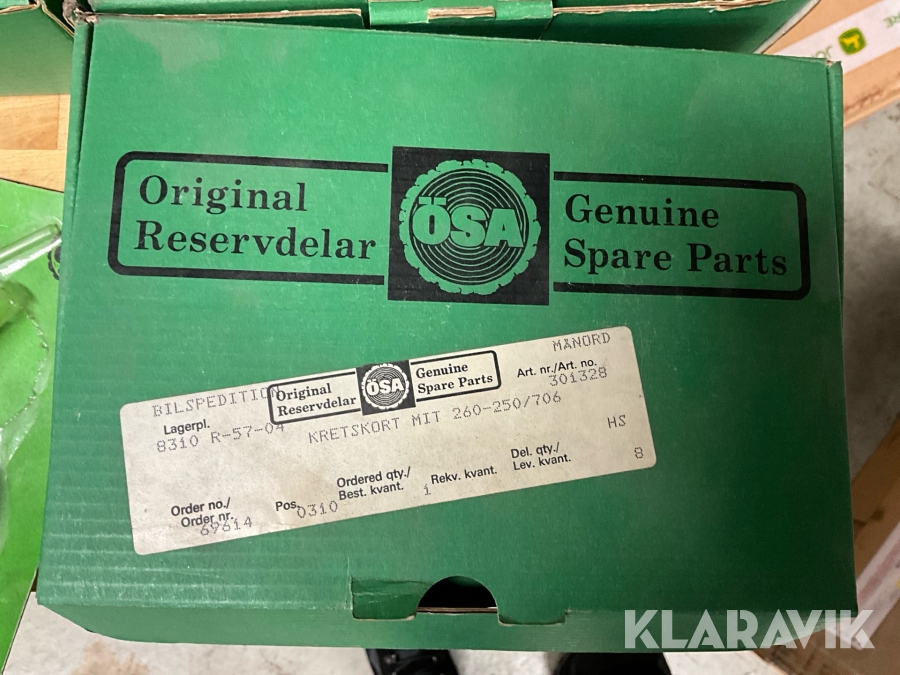 Original
Reservdelar
ÖSA
Genuine
Spare Parts
BILSPEDITION
MÄNORD
Original
Reservdelar
ÖSA
Genuine
Spare Parts
Art. nr./Art. no.
301328
Lagerpl.
8310 R-57-04
KRETSKORT MIT 260-250/706
HS
Order no./
Order nr.
69614
Pos.
0310
Ordered qty./
Best. kvant.
1
Rekv. kvant.
Del. qty./
Lev. kvant.
8
KLARAVIK